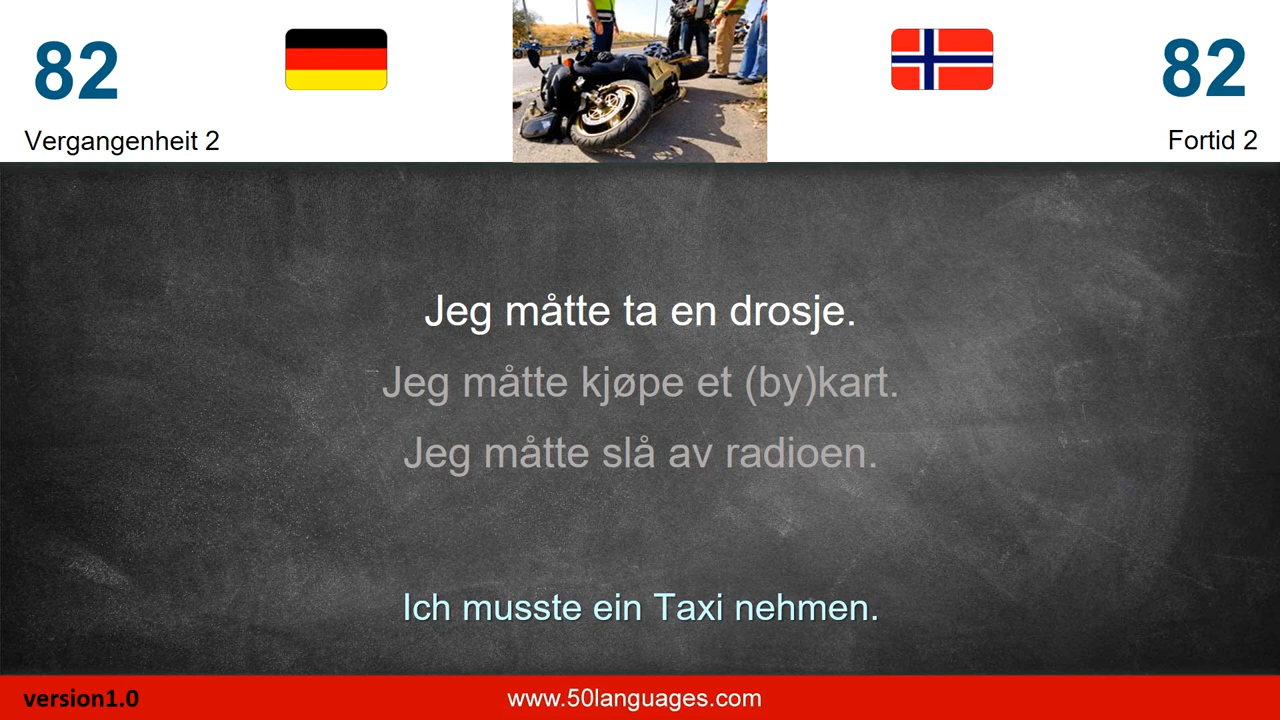 82
82
Vergangenheit 2
Fortid 2
Jeg måtte ta en drosje.
Jeg måtte kjøpe et (by)kart.
Jeg måtte slå av radioen.
Ich musste ein Taxi nehmen.
version1.0
www.50languages.com